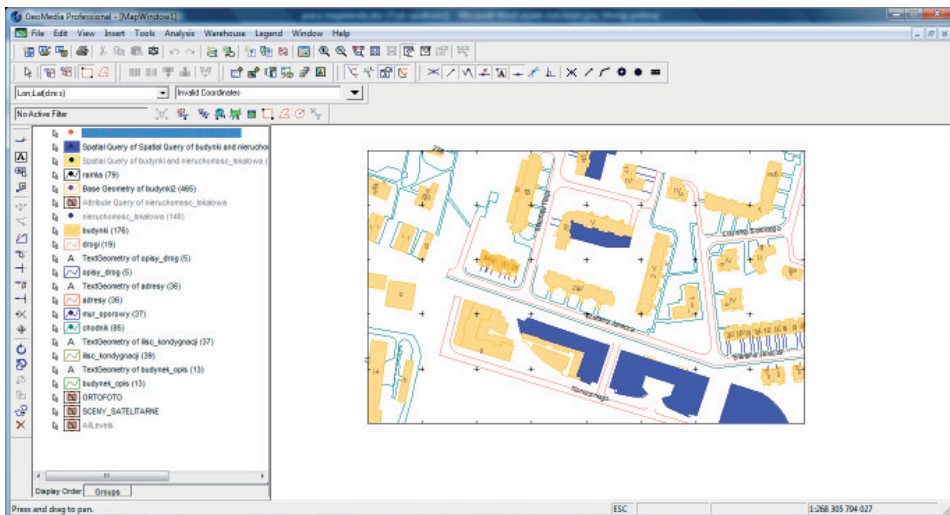 GeoMedia Professional - [MapWindow1]
File Edit View Insert Tools Analysis Warehouse Legend Window Help
Lon,Lat(d:m:s) Invalid Coordinates
No Active Filter
Spatial Query of Spatial Query of budynki and nierucho
Spatial Query of budynki and nieruchomosc_lokalowa (
ramka (79)
Base Geometry of budynki2 (465)
Attribute Query of nieruchomosc_lokalowa
nieruchomosc_lokalowa (140)
budynki (176)
drogi (19)
TextGeometry of opisy_drog (5)
opisy_drog (5)
TextGeometry of adresy (36)
adresy (36)
mur_oporowy (37)
chodnik (85)
TextGeometry of ilisc_kondygnacji (37)
ilisc_kondygnacji (39)
TextGeometry of budynek_opis (13)
budynek_opis (13)
ORTOFOTO
SCENY_SATELITARNE
AllLevels
Display Order Groups
Press and drag to pan. ESC 1:268 305 794 027